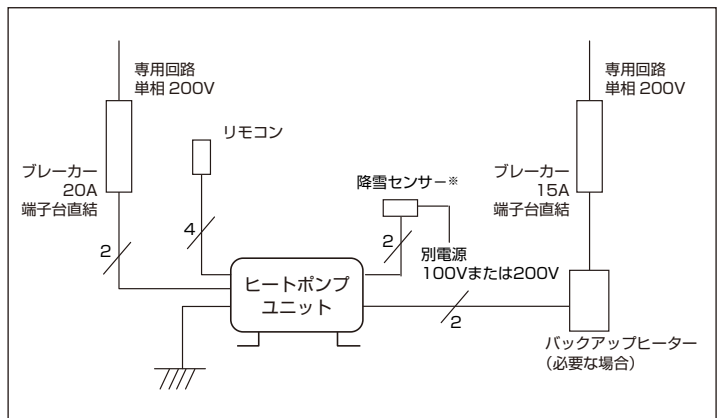 専用回路
単相 200V
ブレーカー
20A
端子台直結
2
リモコン
4
降雪センサー※
2
別電源
100Vまたは200V
ヒートポンプ
ユニット
2
専用回路
単相 200V
ブレーカー
15A
端子台直結
バックアップヒーター
(必要な場合)